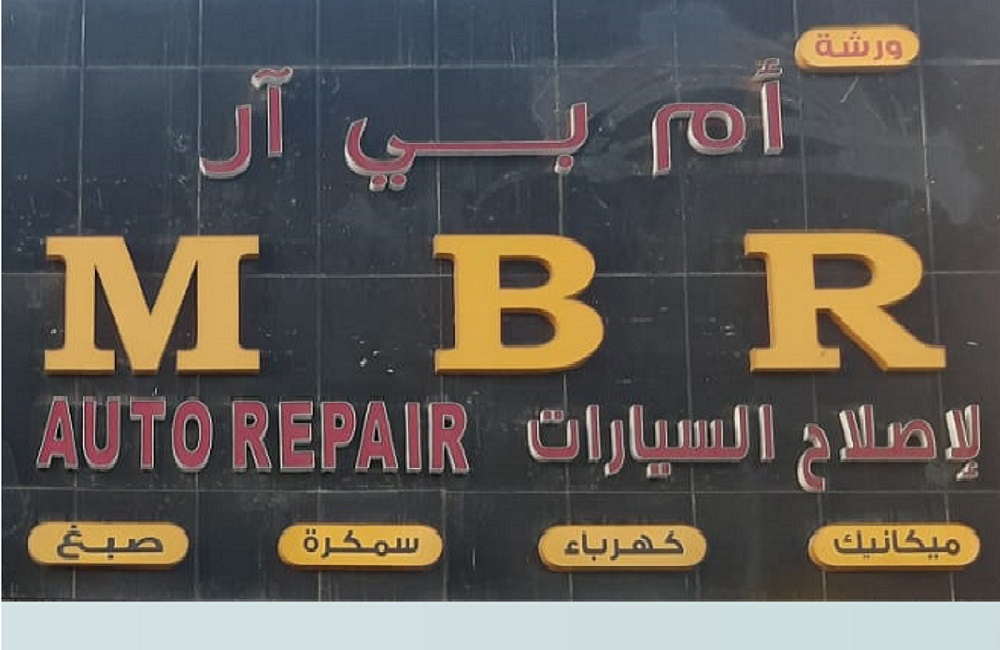 ورشة
أم بي آر
M B R
AUTO REPAIR لإصلاح السيارات
ميكانيك كهرباء سمكرة صبغ